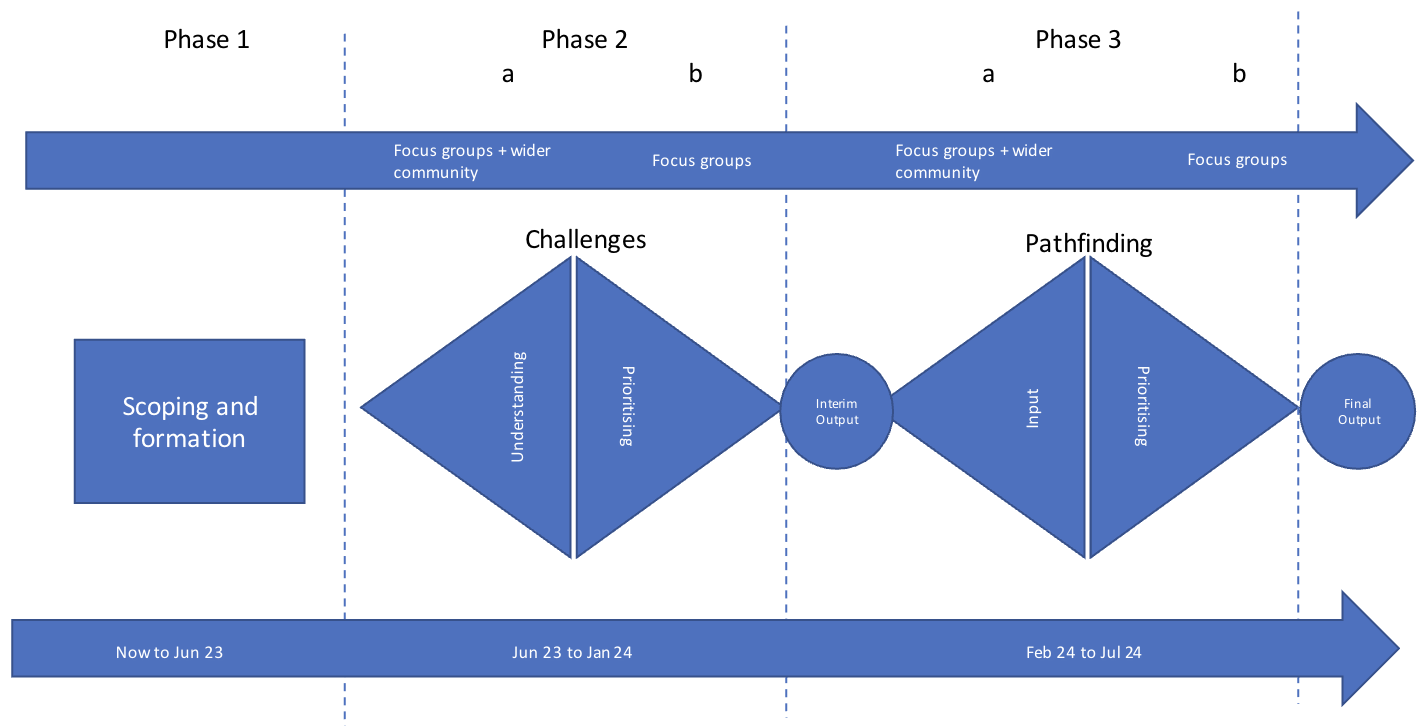 Phase 1
Phase 2
Phase 3
a
b
a
b
Focus groups + wider
community
Focus groups
Focus groups + wider
community
Focus groups
Challenges
Pathfinding
Scoping and
formation
Understanding
Prioritising
Interim
Output
Input
Prioritising
Final
Output
Now to Jun 23
Jun 23 to Jan 24
Feb 24 to Jul 24